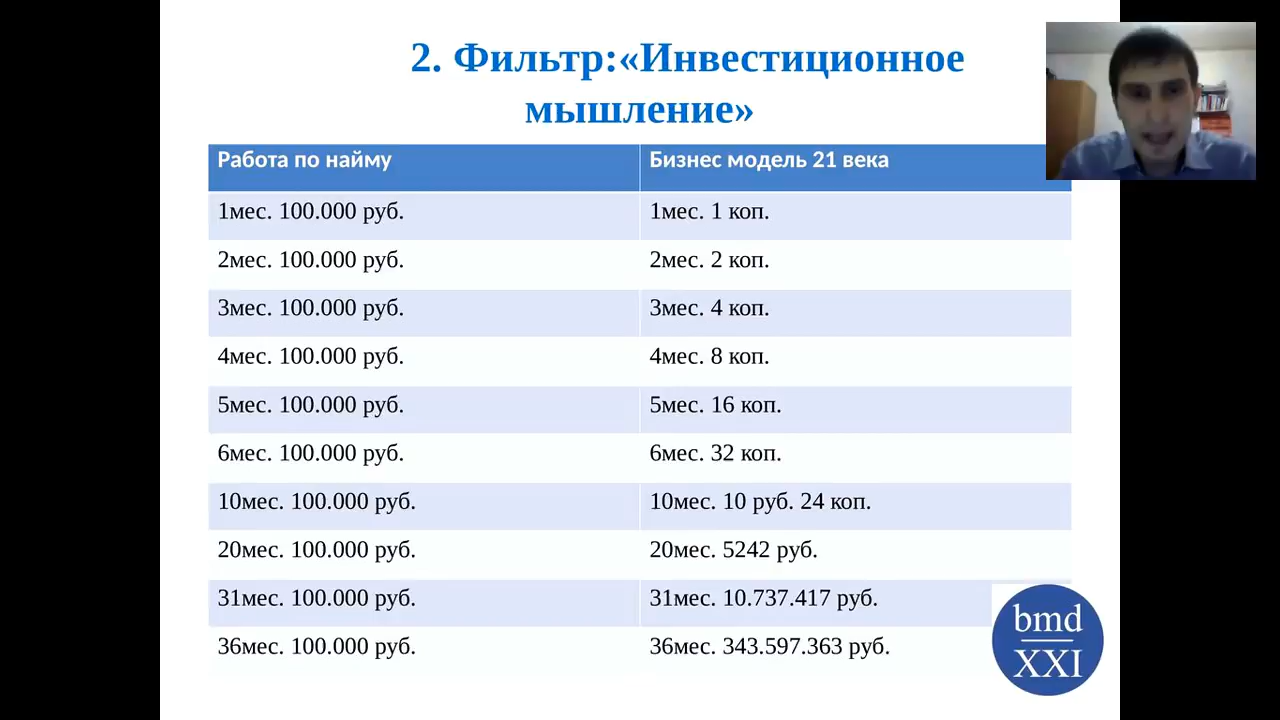 2. Фильтр:«Инвестиционное
мышление»
Работа по найму
Бизнес модель 21 века
1мес. 100.000 руб.
1мес. 1 коп.
2мес. 100.000 руб.
2мес. 2 коп.
3мес. 100.000 руб.
3мес. 4 коп.
4мес. 100.000 руб.
4мес. 8 коп.
5мес. 100.000 руб.
5мес. 16 коп.
6мес. 100.000 руб.
6мес. 32 коп.
10мес. 100.000 руб.
10мес. 10 руб. 24 коп.
20мес. 100.000 руб.
20мес. 5242 руб.
31мес. 100.000 руб.
31мес. 10.737.417 руб.
36мес. 100.000 руб.
36мес. 343.597.363 руб.
bmd
XXI